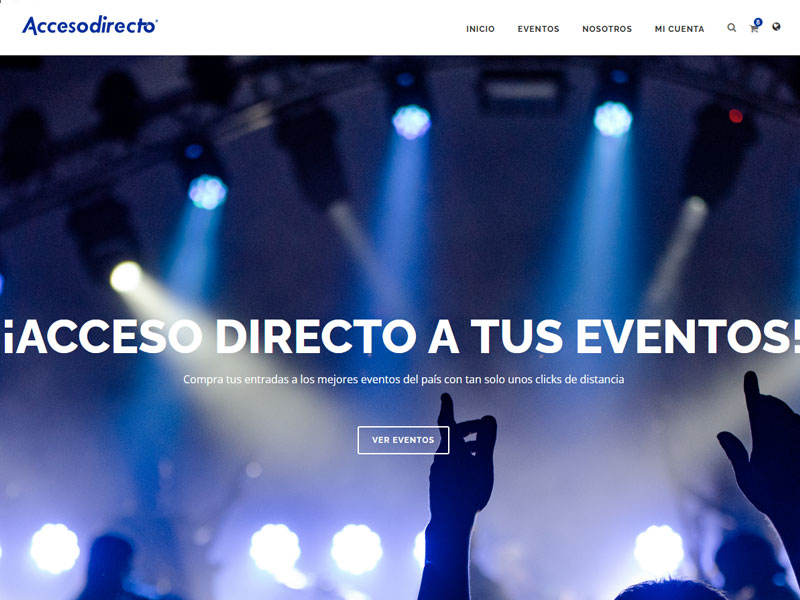 Accesodirecto
INICIO EVENTOS NOSOTROS MI CUENTA
¡ACCESO DIRECTO A TUS EVENTOS!
Compra tus entradas a los mejores eventos del país con tan solo unos clicks de distancia
VER EVENTOS